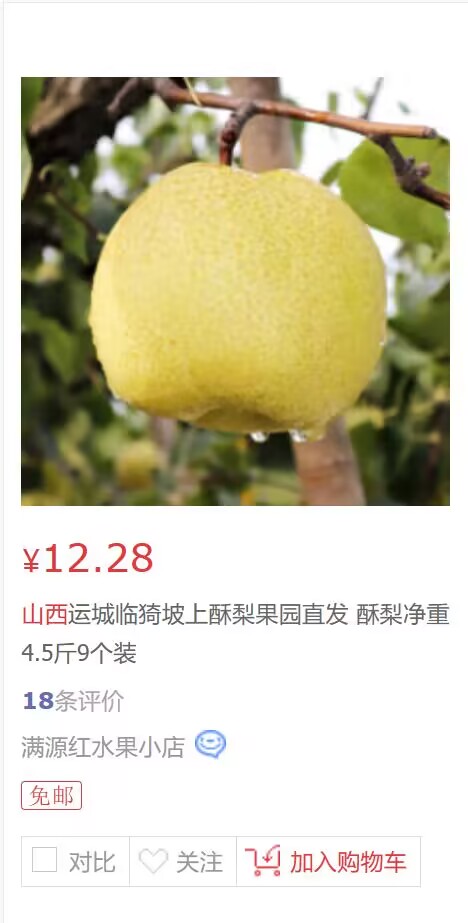 ¥12.28
山西运城临猗坡上酥梨果园直发 酥梨净重
4.5斤9个装
18条评价
满源红水果小店
免邮
对比 关注 加入购物车